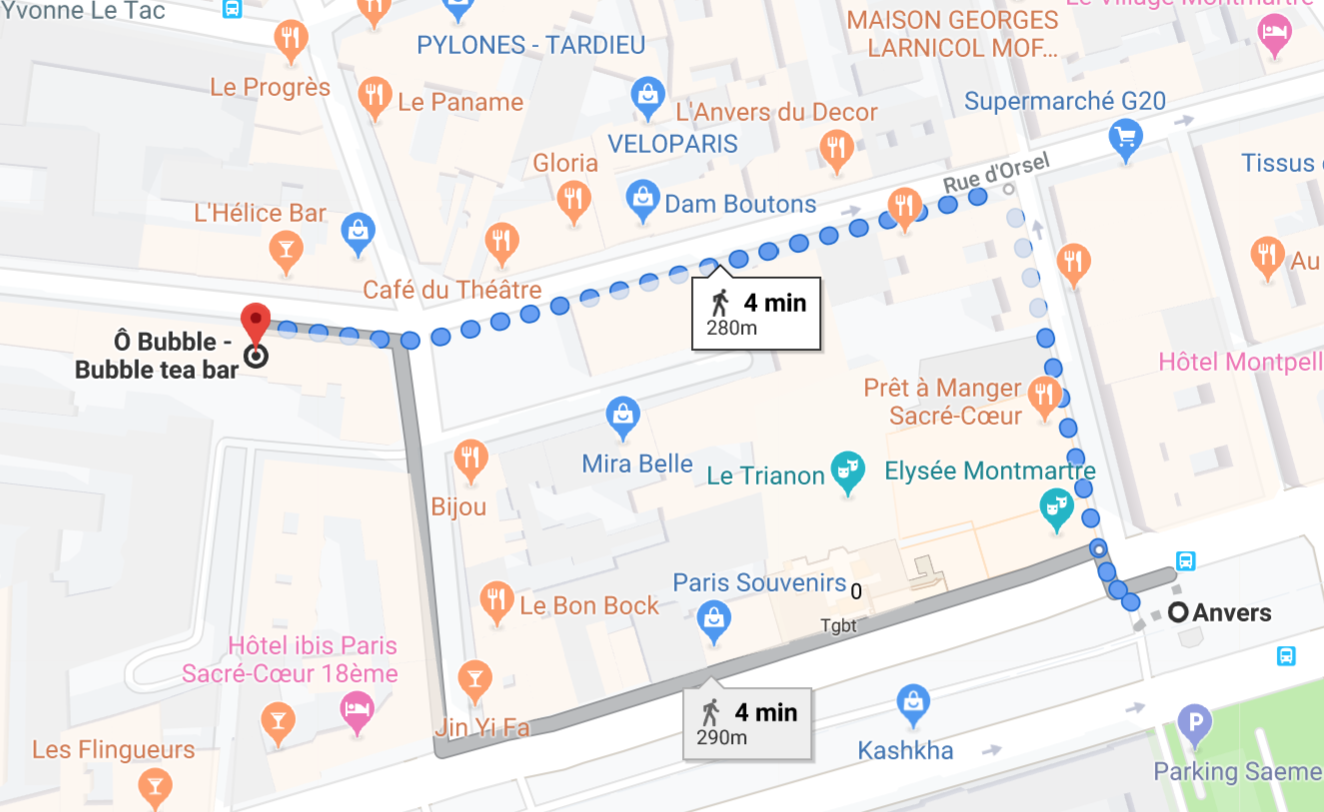 Yvonne Le Tac
Le Village Montmartre
MAISON GEORGES
LARNICOL MOF...
PYLONES - TARDIEU
Le Progrès
Le Paname
L'Anvers du Decor
Supermarché G20
VELOPARIS
Gloria
Rue d'Orsel
Tissus
Dam Boutons
L'Hélice Bar
Café du Théâtre
Au
4 min
280m
Ô Bubble -
Bubble tea bar
Hôtel Montpell
Prêt à Manger
Sacré-Cœur
Mira Belle
Le Trianon
Elysée Montmartre
Bijou
Paris Souvenirs
0
Le Bon Bock
Tgbt
Anvers
Hôtel ibis Paris
Sacré-Cœur 18ème
4 min
290m
Jin Yi Fa
Les Flingueurs
Kashkha
P
Parking Saeme